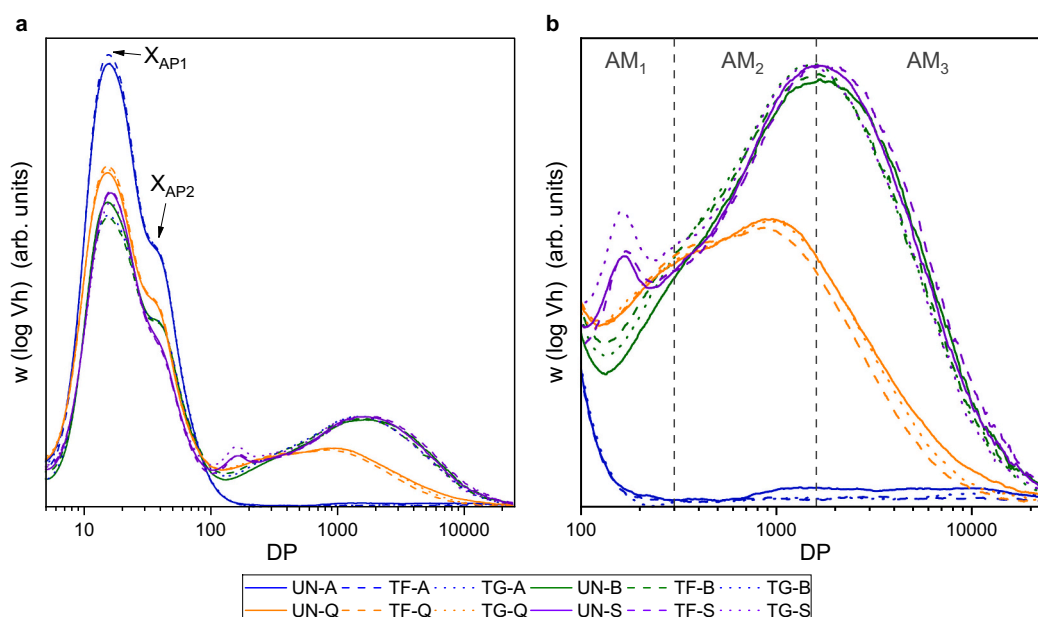 a
b
X_AP1
X_AP2
AM₁ AM₂ AM₃
w (log Vh) (arb. units)
w (log Vh) (arb. units)
10 100 1000 10000
100 1000 10000
DP
DP
UN-A TF-A TG-A UN-B TF-B TG-B
UN-Q TF-Q TG-Q UN-S TF-S TG-S